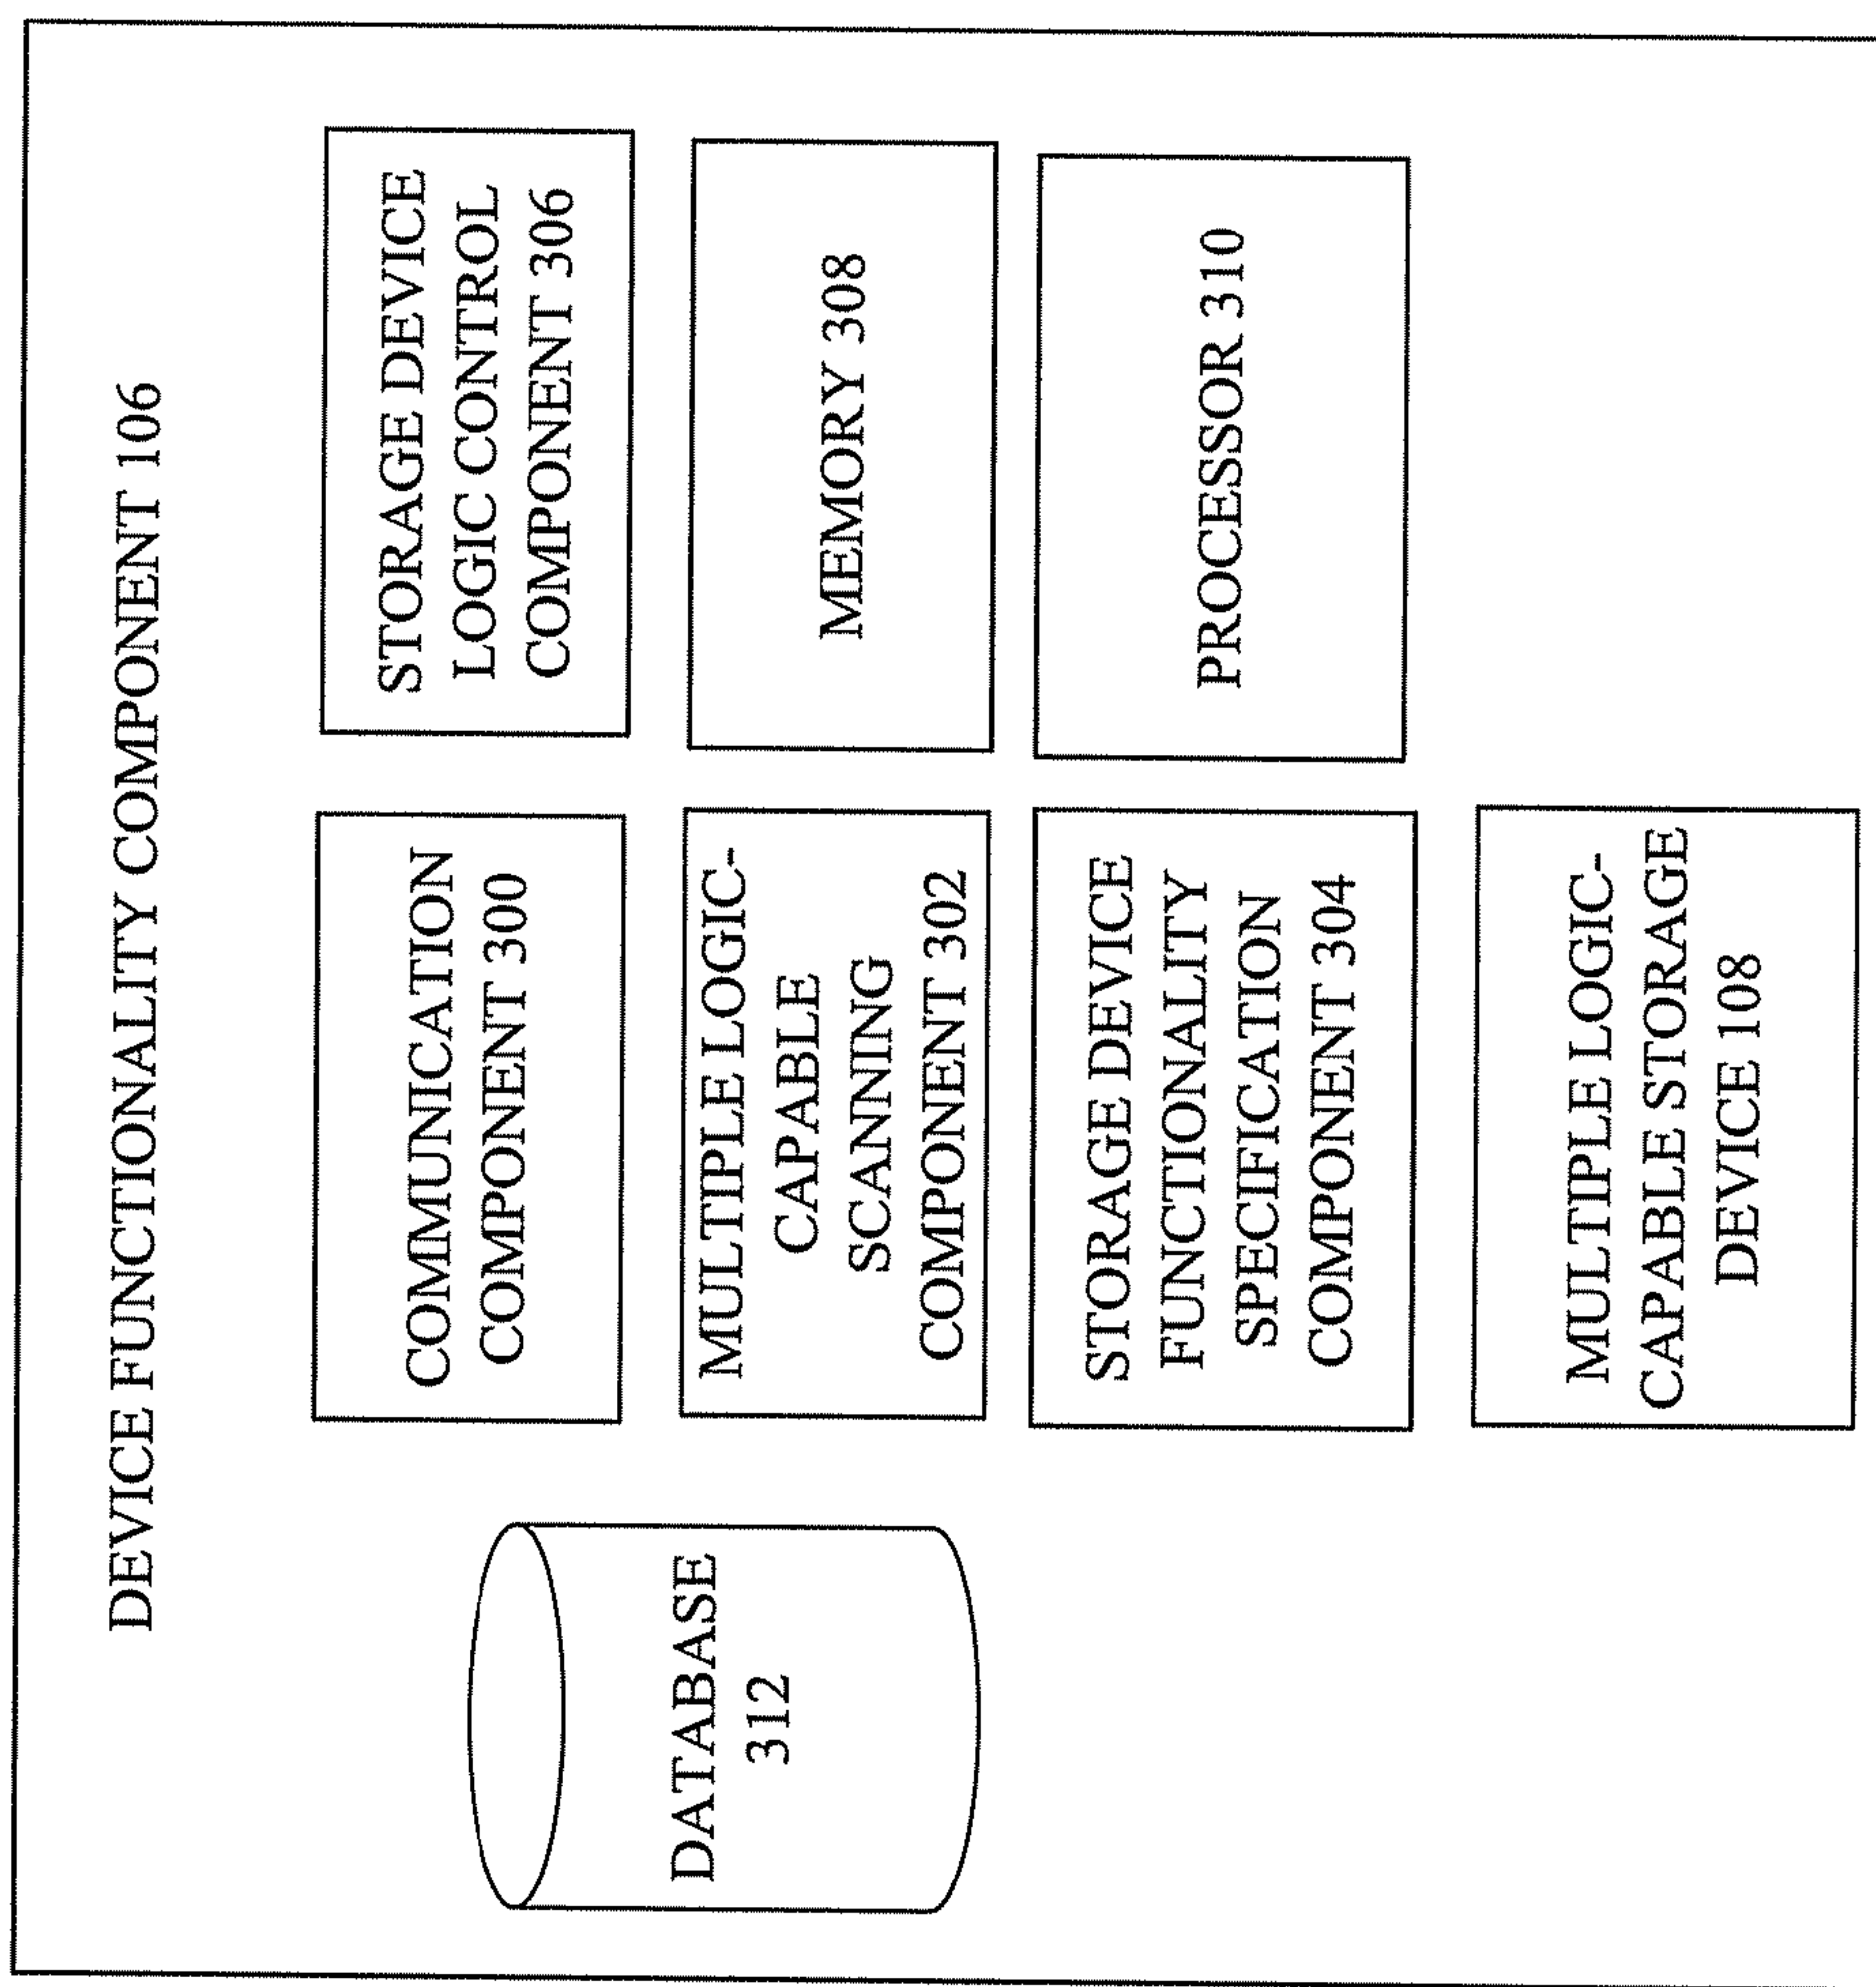 DEVICE FUNCTIONALITY COMPONENT 106
DATABASE
312
COMMUNICATION
COMPONENT 300
MULTIPLE LOGIC-
CAPABLE
SCANNING
COMPONENT 302
STORAGE DEVICE
FUNCTIONALITY
SPECIFICATION
COMPONENT 304
MULTIPLE LOGIC-
CAPABLE STORAGE
DEVICE 108
STORAGE DEVICE
LOGIC CONTROL
COMPONENT 306
MEMORY 308
PROCESSOR 310